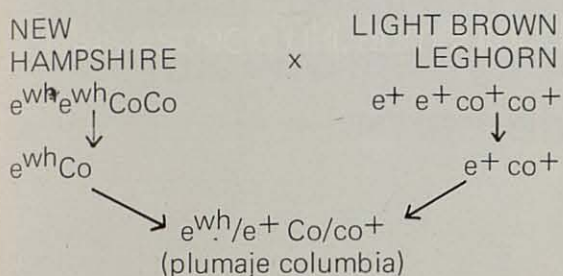 NEW LIGHT BROWN
HAMPSHIRE x LEGHORN
e^wh e^wh CoCo e+ e+ co+ co+
e^wh Co e+ co+
e^wh/e+ Co/co+
(plumaje columbia)